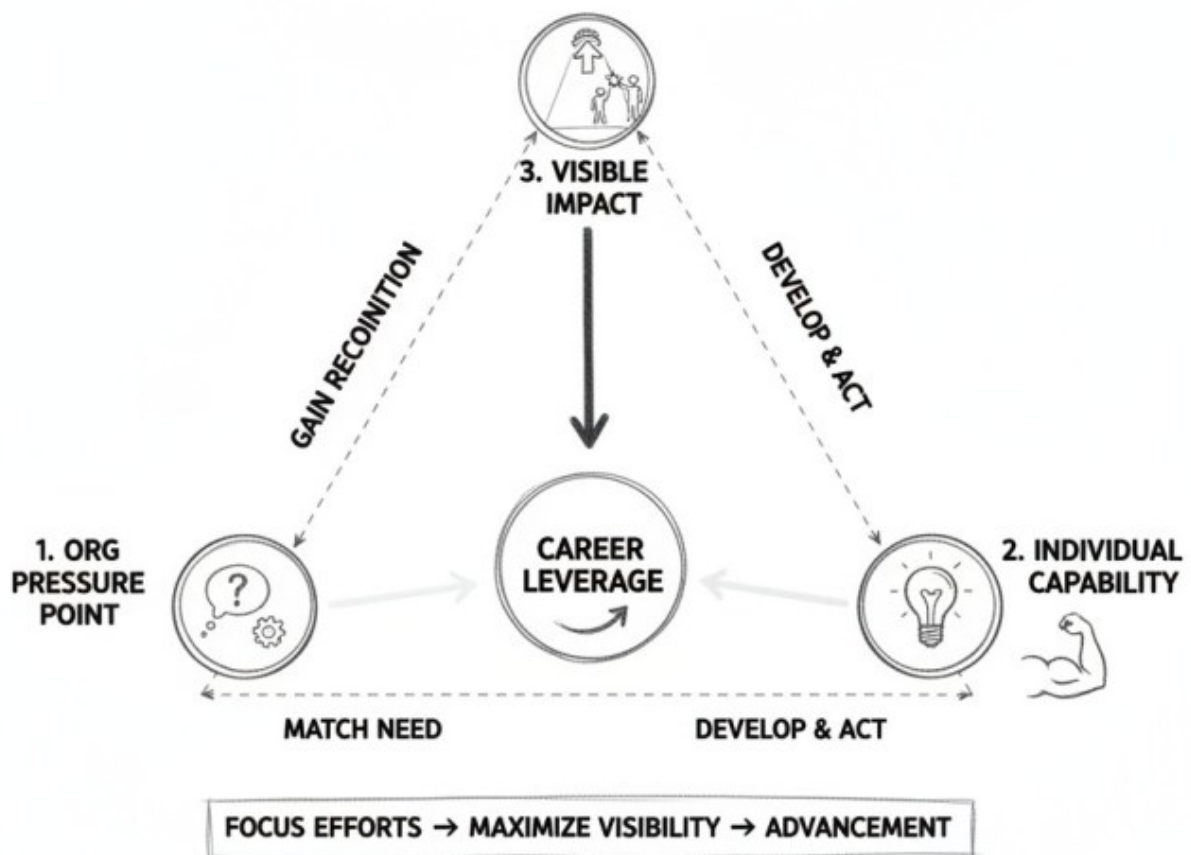 3. VISIBLE
IMPACT
GAIN RECOINITION
DEVELOP & ACT
1. ORG
PRESSURE
POINT
?
CAREER
LEVERAGE
2. INDIVIDUAL
CAPABILITY
MATCH NEED
DEVELOP & ACT
FOCUS EFFORTS → MAXIMIZE VISIBILITY → ADVANCEMENT